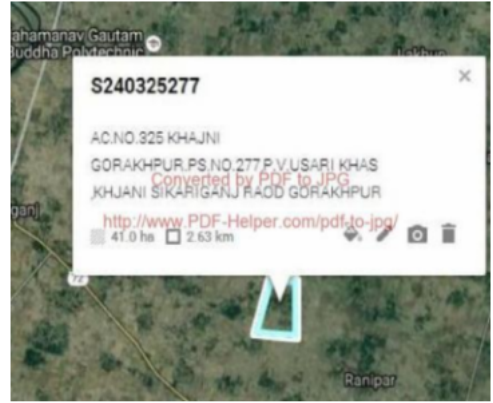 ahamanav Gautam
Buddha Polytechnic
Lakhun
S240325277
AC.NO.325 KHAJNI
GORAKHPUR.PS.NO.277 P.V.USARI KHAS
Converted by PDF to JPG
,KHJANI SIKARIGANJ RAOD GORAKHPUR
ganj
http://www.PDF-Helper.com/pdf-to-jpg/
41.0 ha 2.63 km
72
Ranipar